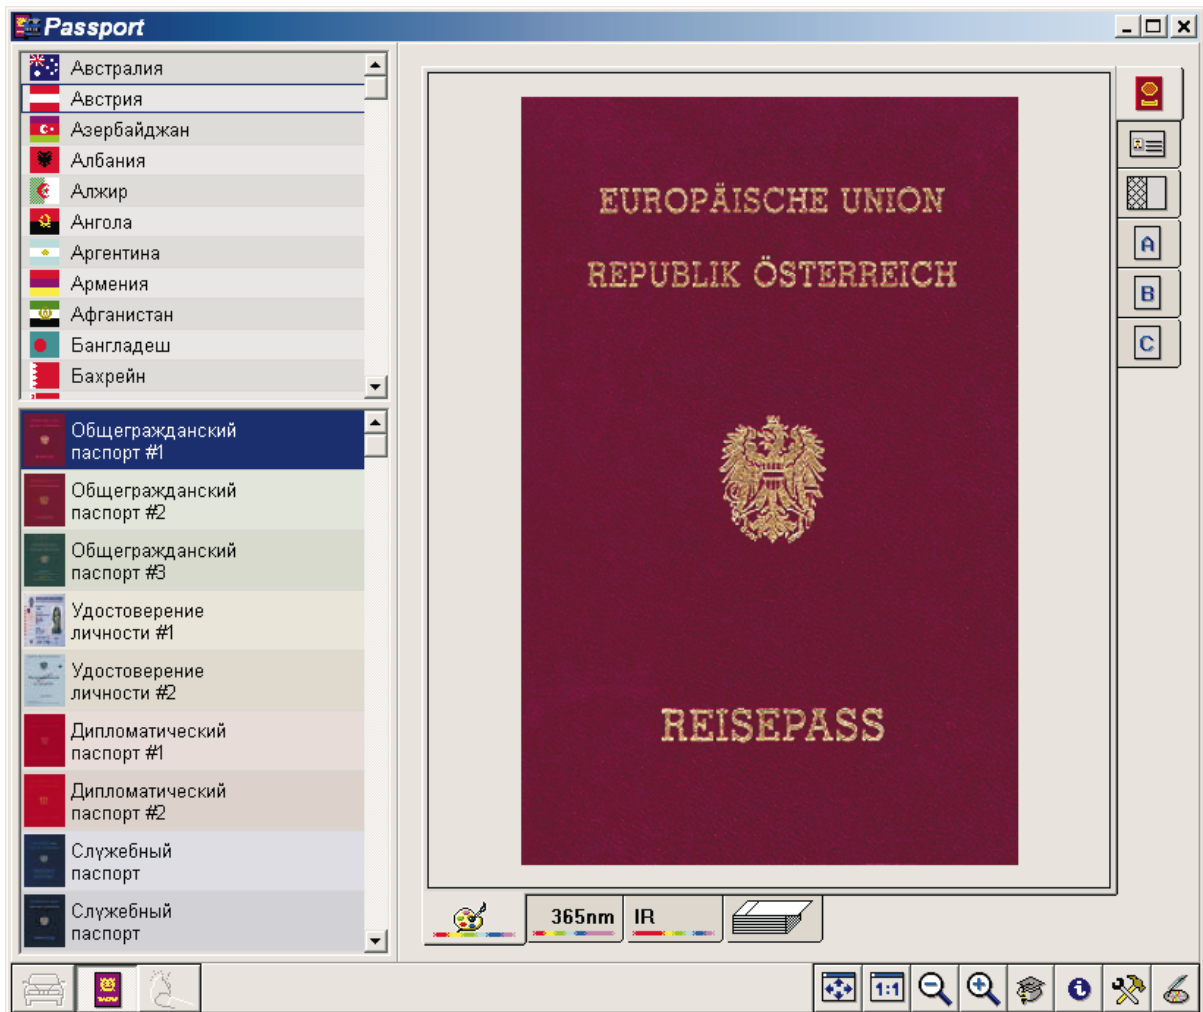 Passport
Австралия
Австрия
Азербайджан
Албания
Алжир
Ангола
Аргентина
Армения
Афганистан
Бангладеш
Бахрейн
Общегражданский
паспорт #1
Общегражданский
паспорт #2
Общегражданский
паспорт #3
Удостоверение
личности #1
Удостоверение
личности #2
Дипломатический
паспорт #1
Дипломатический
паспорт #2
Служебный
паспорт
Служебный
паспорт
EUROPÄISCHE UNION
REPUBLIK ÖSTERREICH
REISEPASS
A
B
C
365nm
IR
1:1